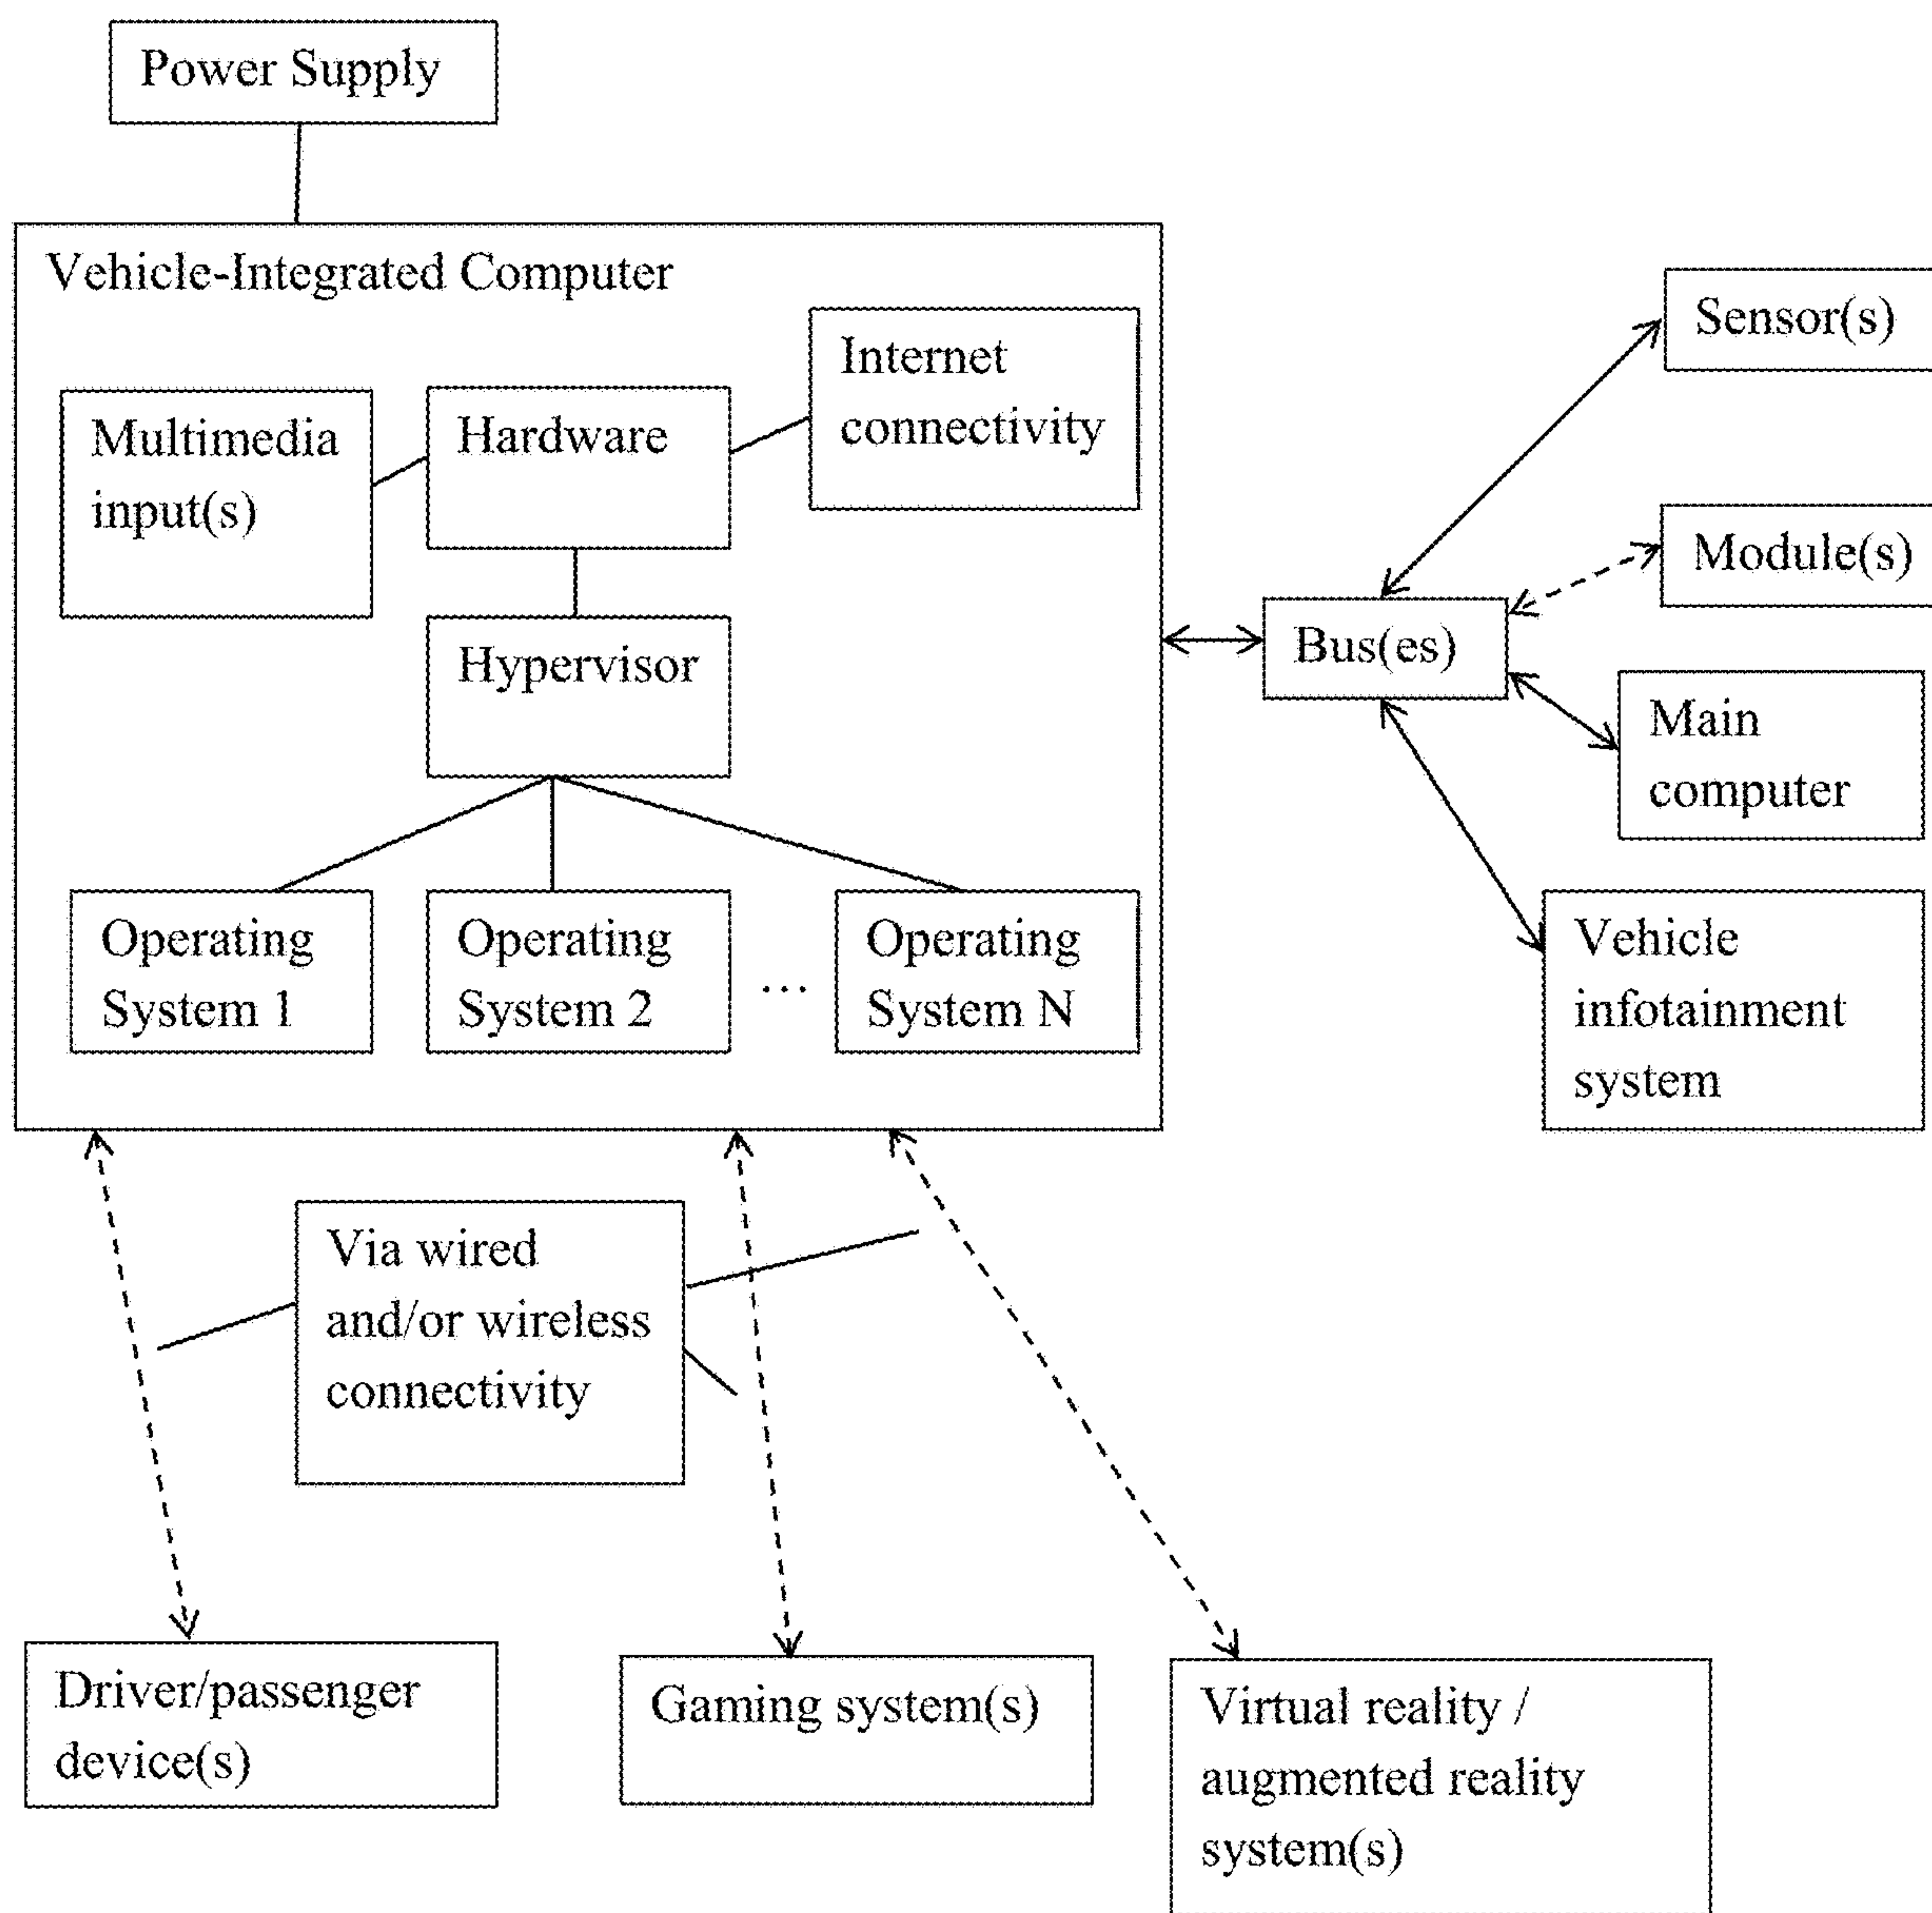 Power Supply
Vehicle-Integrated Computer
Multimedia
input(s)
Hardware
Internet
connectivity
Hypervisor
Operating
System 1
Operating
System 2
...
Operating
System N
Bus(es)
Sensor(s)
Module(s)
Main
computer
Vehicle
infotainment
system
Via wired
and/or wireless
connectivity
Driver/passenger
device(s)
Gaming system(s)
Virtual reality /
augmented reality
system(s)